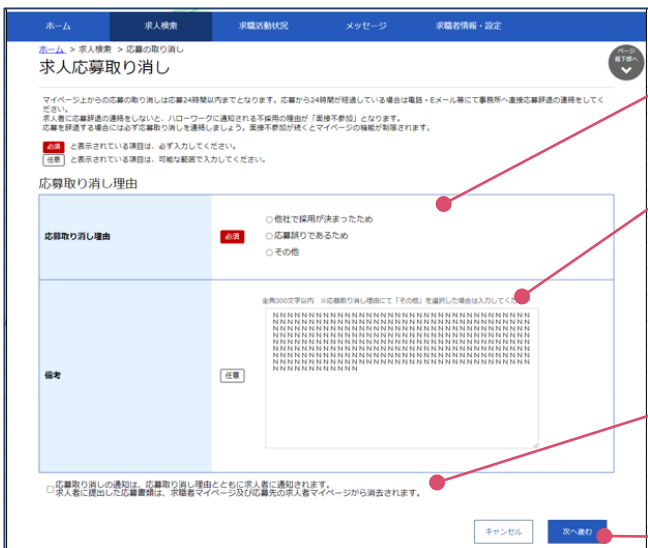 ホーム 求人検索 求職活動状況 メッセージ 求職者情報・設定
ホーム > 求人検索 > 応募の取り消し
ページ
最下部へ
求人応募取り消し
マイページ上からの応募の取り消しは応募24時間以内までとなります。応募から24時間が経過している場合は電話・Eメール等にて事務所へ直接応募辞退の連絡をしてく
ださい。
求人者に応募辞退の連絡をしないと、ハローワークに通知される不採用の理由が「面接不参加」となります。
応募を辞退する場合には必ず応募取り消しを連絡しましょう。面接不参加が続くとマイページの機能が制限されます。
必須 と表示されている項目は、必ず入力してください。
任意 と表示されている項目は、可能な範囲で入力してください。
応募取り消し理由
応募取り消し理由 必須
他社で採用が決まったため
応募誤りであるため
その他
全角300文字以内 ※応募取り消し理由にて「その他」を選択した場合は入力してくだ
備考 任意
NNNNNNNNNNNNNNNNNNNNNNNNNNNNNNNNNNNN
NNNNNNNNNNNNNNNNNNNNNNNNNNNNNNNNNNNN
NNNNNNNNNNNNNNNNNNNNNNNNNNNNNNNNNNNN
NNNNNNNNNNNNNNNNNNNNNNNNNNNNNNNNNNNN
NNNNNNNNNNNNNNNNNNNNNNNNNNNNNNNNNNNN
NNNNNNNNNNNNNNNNNNNNNNNNNNNNNNNNNNNN
NNNNNNNNNNNNNNNNNNNNNNNNNNNNNNNNNNNN
NNNNNNNNNNNNNNNNNNNNNNNNNNNNNNNNNNNN
NNNNNNNNNNNN
応募取り消しの通知は、応募取り消し理由とともに求人者に通知されます。
求人者に提出した応募書類は、求職者マイページ及び応募先の求人者マイページから消去されます。
キャンセル 次へ進む